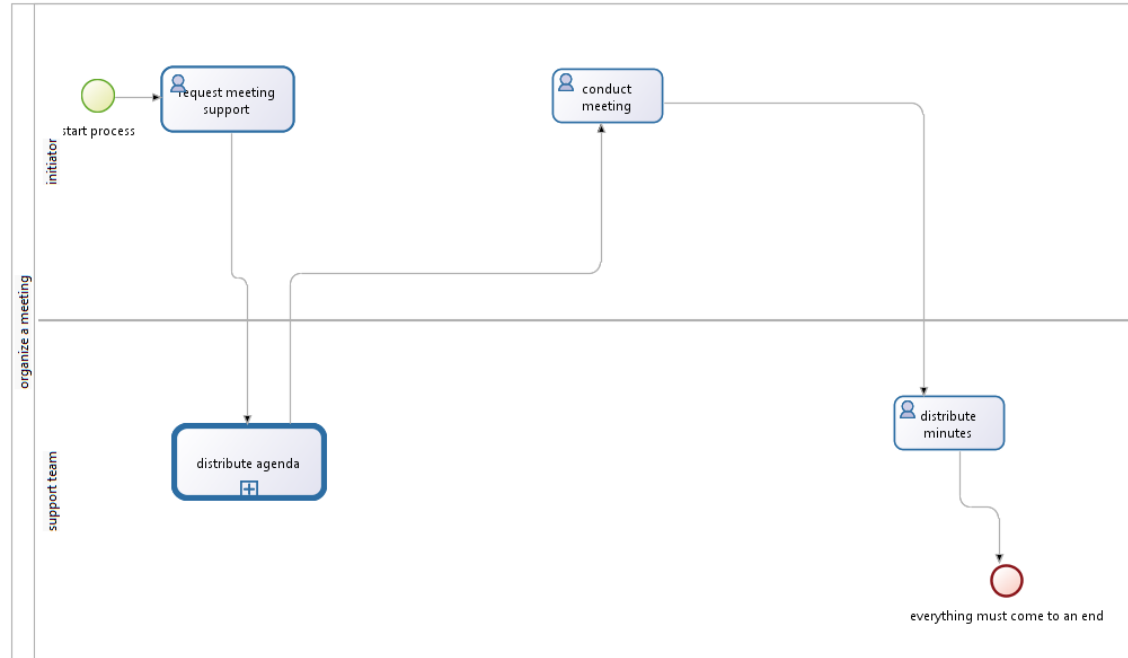 organize a meeting
initiator
start process
request meeting
support
conduct
meeting
support team
distribute agenda
distribute
minutes
everything must come to an end